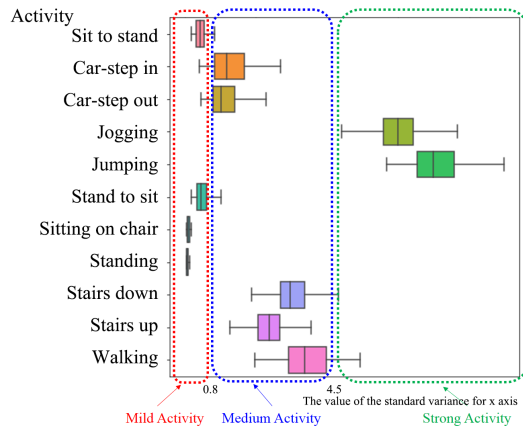 Activity
Sit to stand
Car-step in
Car-step out
Jogging
Jumping
Stand to sit
Sitting on chair
Standing
Stairs down
Stairs up
Walking
0.8 4.5
The value of the standard variance for x axis
Mild Activity Medium Activity Strong Activity